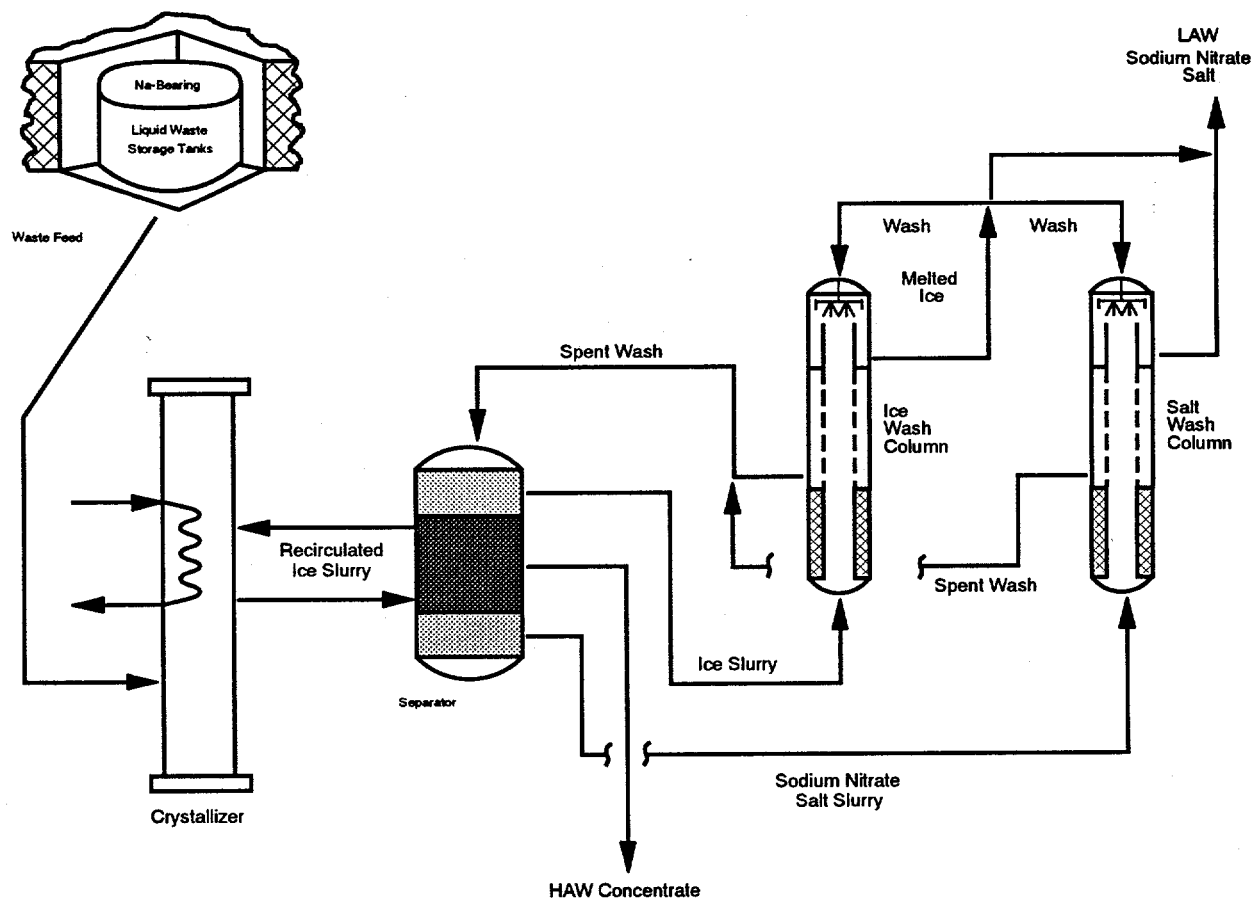 LAW
Sodium Nitrate
Salt
Na-Bearing
Liquid Waste
Storage Tanks
Waste Feed
Wash
Wash
Melted
Ice
Spent Wash
Ice
Wash
Column
Salt
Wash
Column
Recirculated
Ice Slurry
Spent Wash
Ice Slurry
Separator
Sodium Nitrate
Salt Slurry
Crystallizer
HAW Concentrate